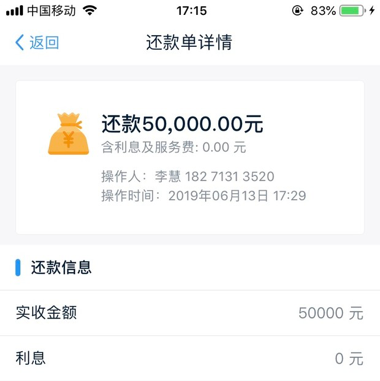 中国移动 17:15 83%
返回 还款单详情
还款50,000.00元
含利息及服务费: 0.00 元
操作人：李慧 182 7131 3520
操作时间：2019年06月13日 17:29
¥
还款信息
实收金额 50000 元
利息 0 元